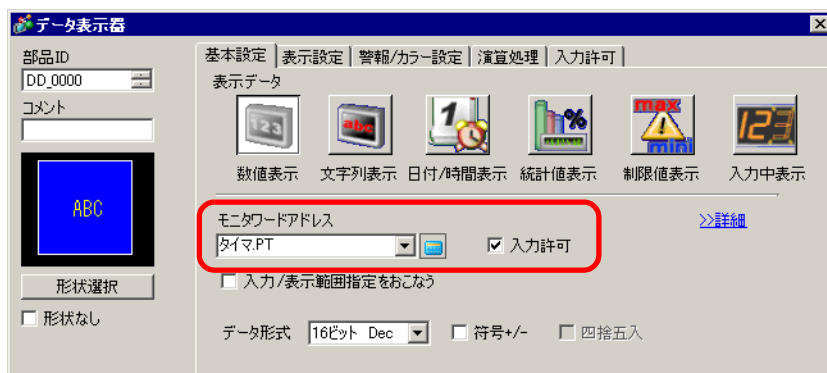 データ表示器
部品ID
DD_0000
コメント
ABC
形状選択
形状なし
基本設定 表示設定 警報/カラー設定 演算処理 入力許可
表示データ
123 abc 1 % max mini 123
数値表示 文字列表示 日付/時間表示 統計値表示 制限値表示 入力中表示
モニタワードアドレス
>>詳細
タイマ.PT 入力許可
入力/表示範囲指定をおこなう
データ形式 16ビット Dec 符号+/- 四捨五入